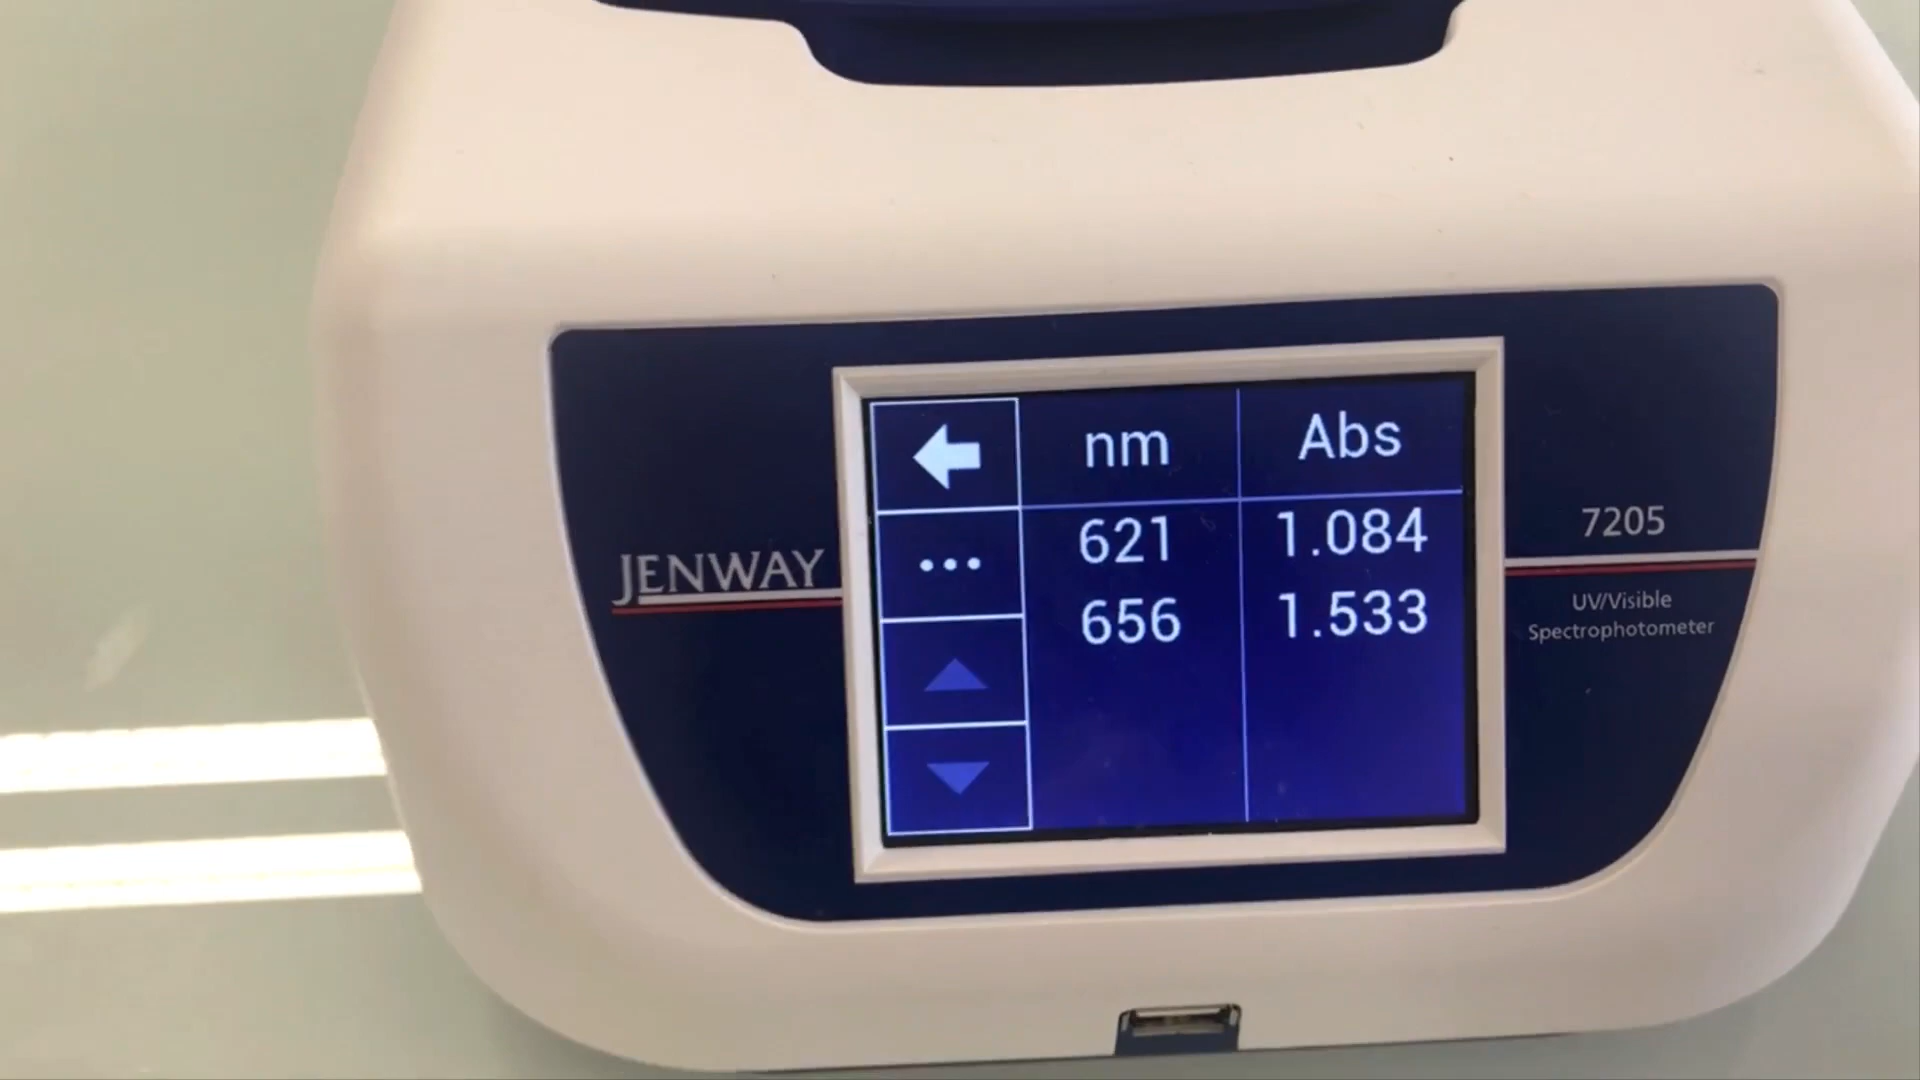 nm Abs
621 1.084
656 1.533
JENWAY
7205
UV/Visible
Spectrophotometer